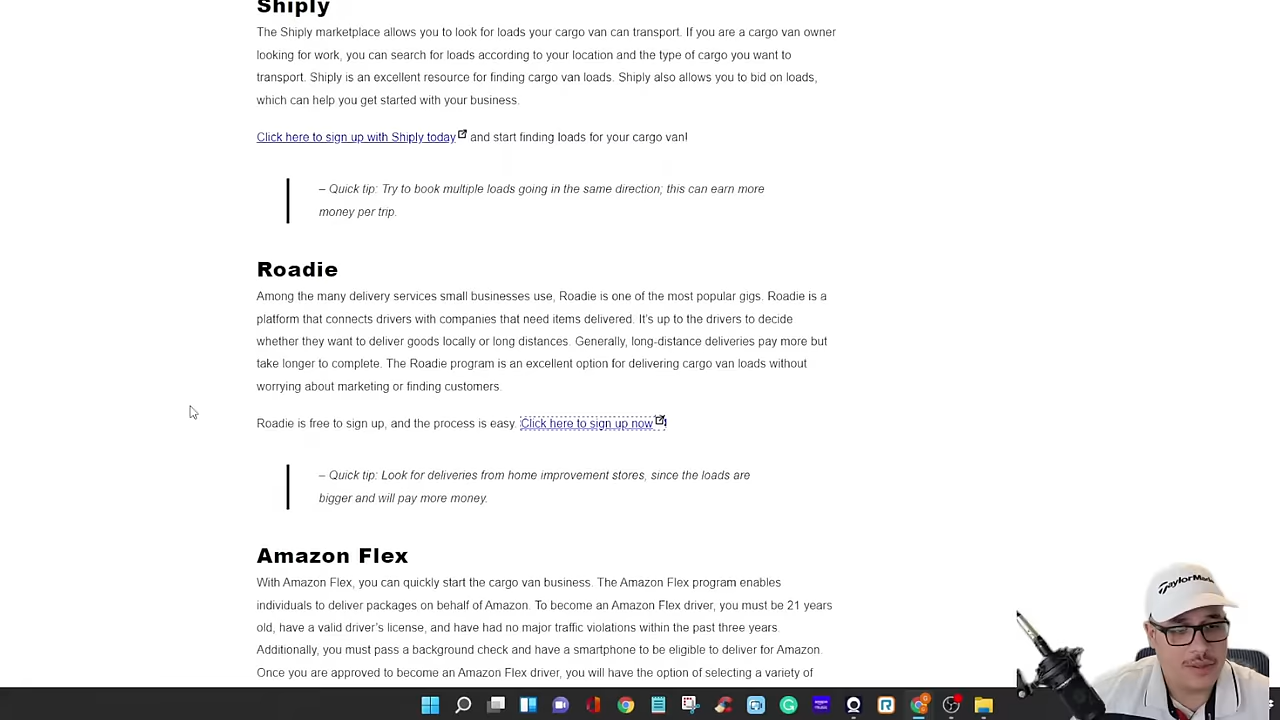 Shiply
The Shiply marketplace allows you to look for loads your cargo van can transport. If you are a cargo van owner
looking for work, you can search for loads according to your location and the type of cargo you want to
transport. Shiply is an excellent resource for finding cargo van loads. Shiply also allows you to bid on loads,
which can help you get started with your business.
Click here to sign up with Shiply today and start finding loads for your cargo van!
– Quick tip: Try to book multiple loads going in the same direction; this can earn more
money per trip.
Roadie
Among the many delivery services small businesses use, Roadie is one of the most popular gigs. Roadie is a
platform that connects drivers with companies that need items delivered. It’s up to the drivers to decide
whether they want to deliver goods locally or long distances. Generally, long-distance deliveries pay more but
take longer to complete. The Roadie program is an excellent option for delivering cargo van loads without
worrying about marketing or finding customers.
Roadie is free to sign up, and the process is easy. Click here to sign up now!
– Quick tip: Look for deliveries from home improvement stores, since the loads are
bigger and will pay more money.
Amazon Flex
With Amazon Flex, you can quickly start the cargo van business. The Amazon Flex program enables
individuals to deliver packages on behalf of Amazon. To become an Amazon Flex driver, you must be 21 years
old, have a valid driver’s license, and have had no major traffic violations within the past three years.
Additionally, you must pass a background check and have a smartphone to be eligible to deliver for Amazon.
Once you are approved to become an Amazon Flex driver, you will have the option of selecting a variety of
TaylorMade